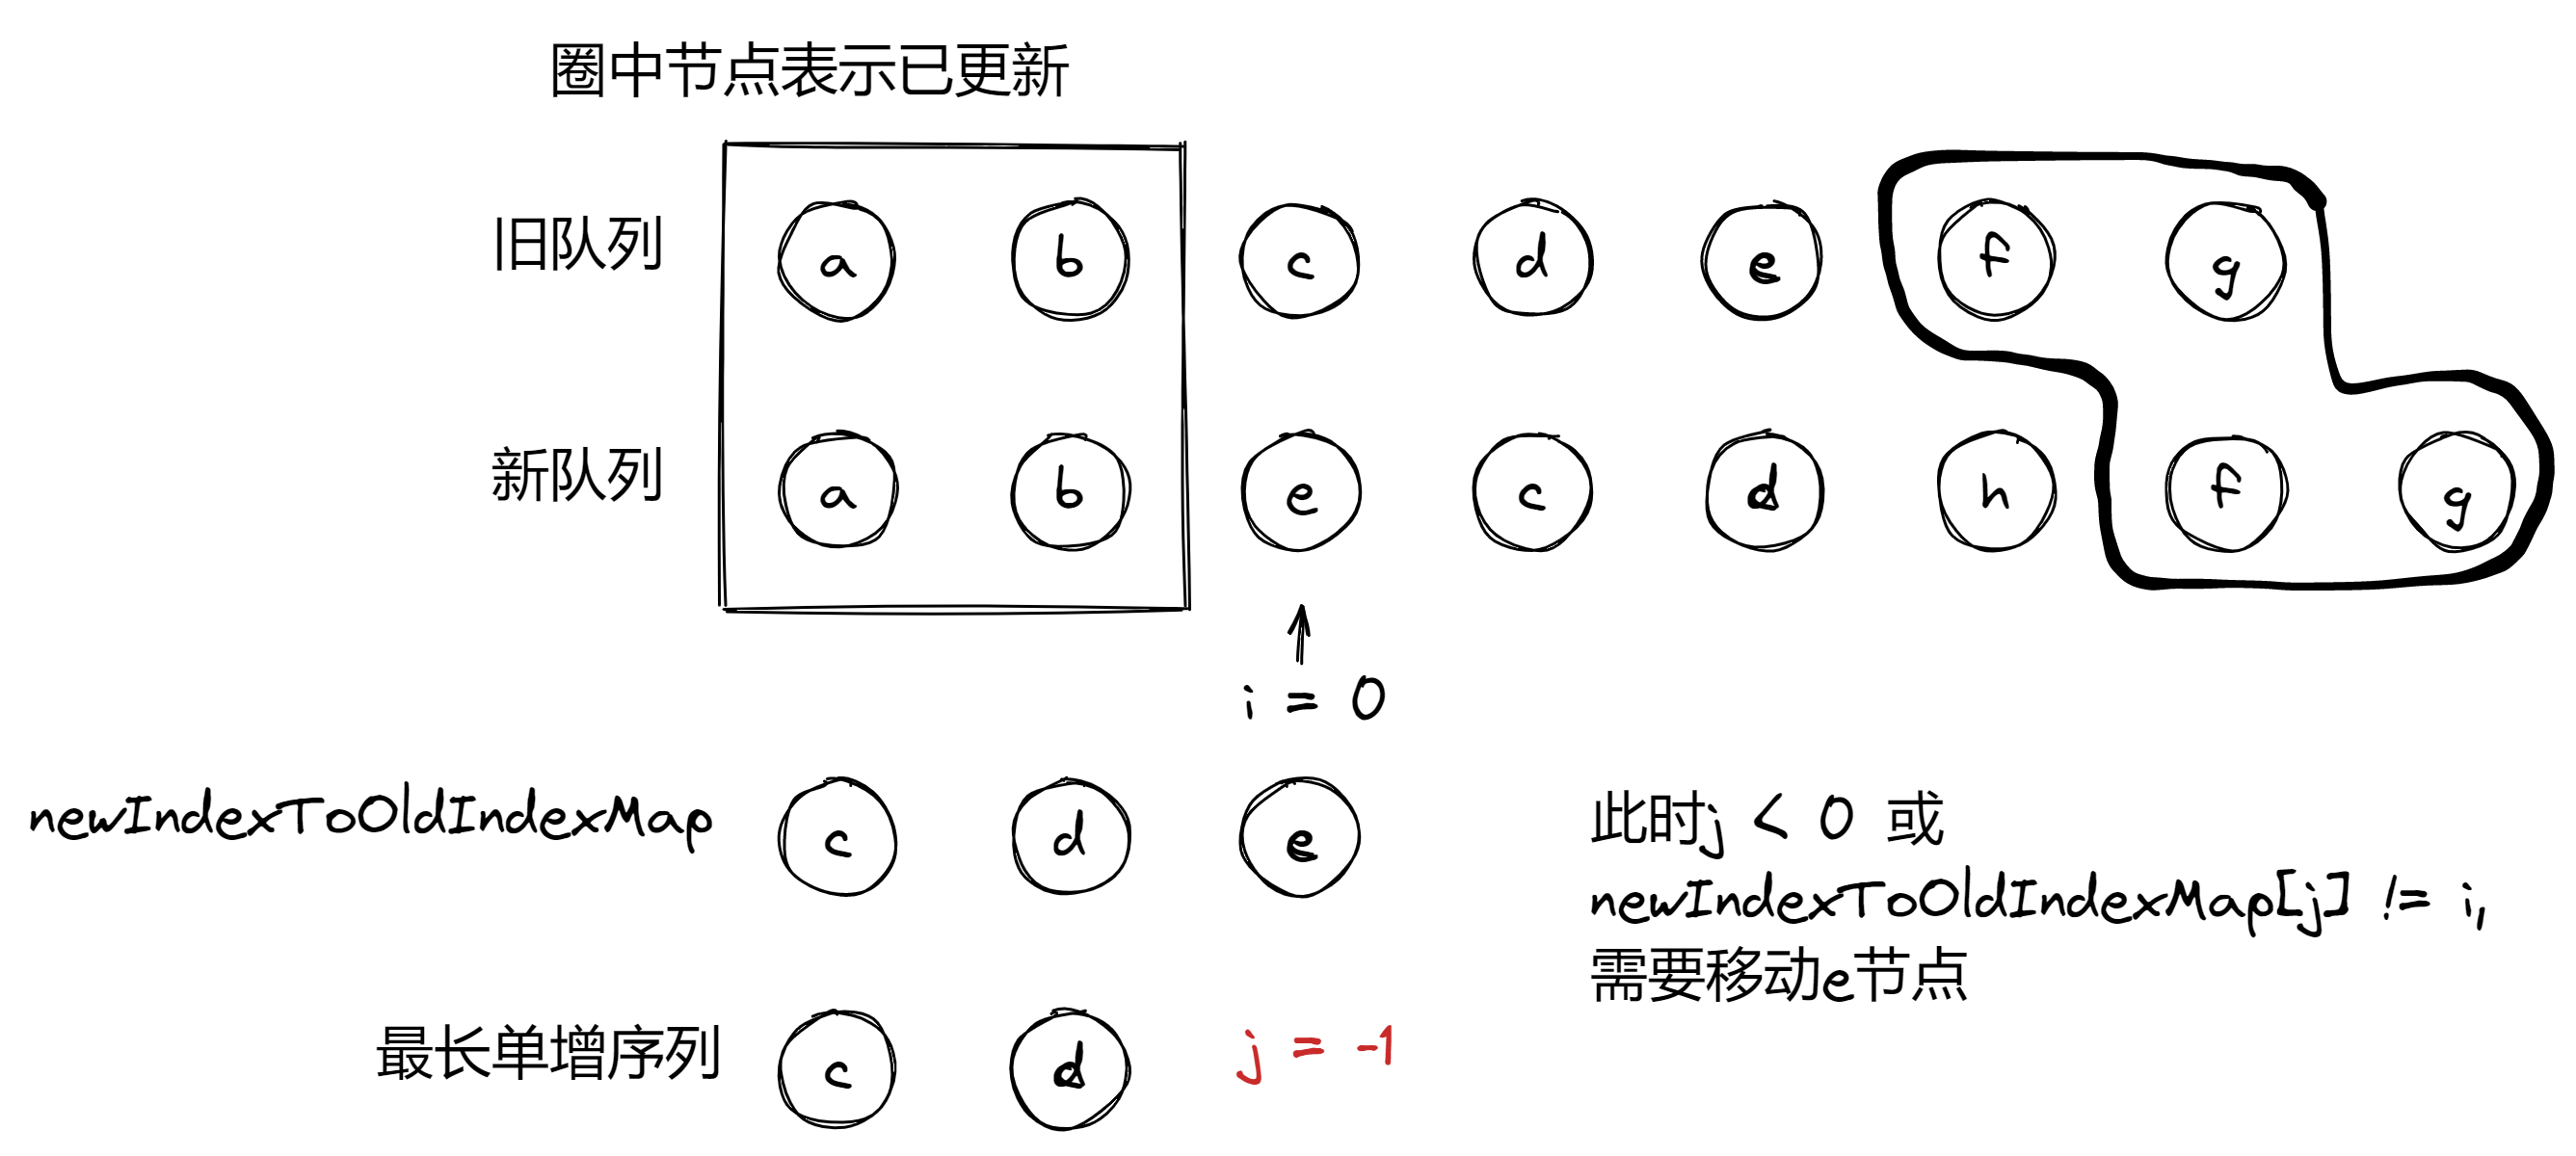 圈中节点表示已更新
旧队列 a b c d e f g
新队列 a b e c d h f g
i = 0
newIndexToOldIndexMap c d e
此时j < 0 或
newIndexToOldIndexMap[j] != i,
需要移动e节点
最长单增序列 c d j = -1